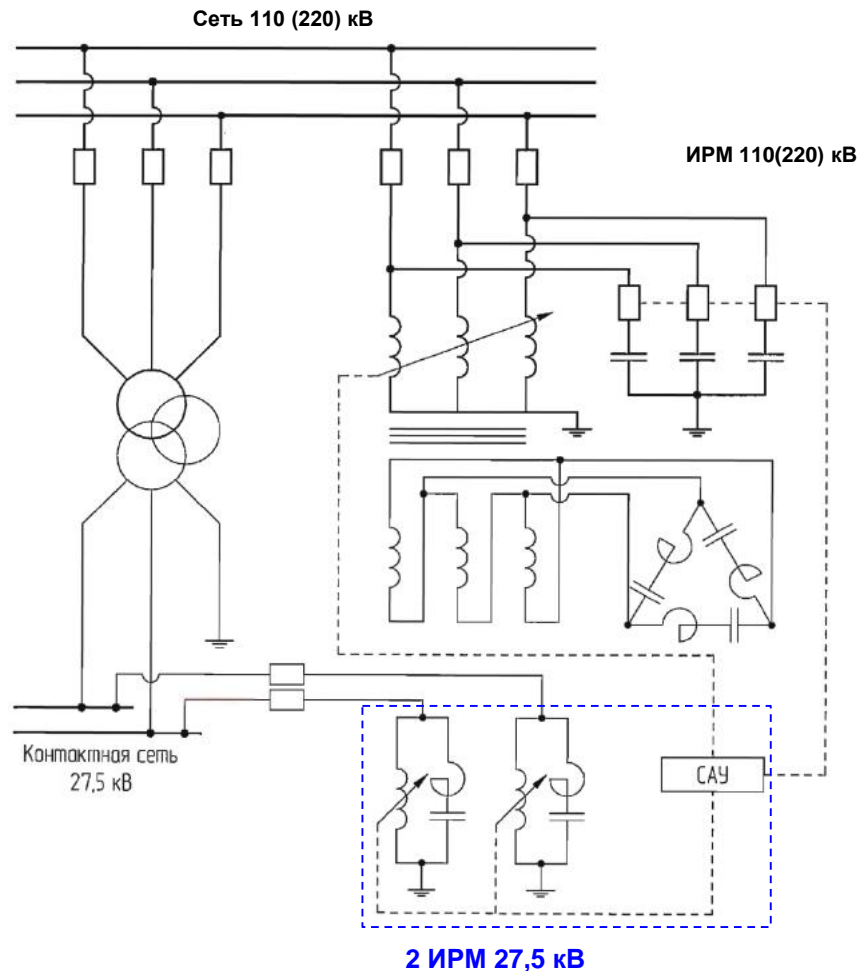 Сеть 110 (220) кВ
ИРМ 110(220) кВ
Контактная сеть
27,5 кВ
САУ
2 ИРМ 27,5 кВ